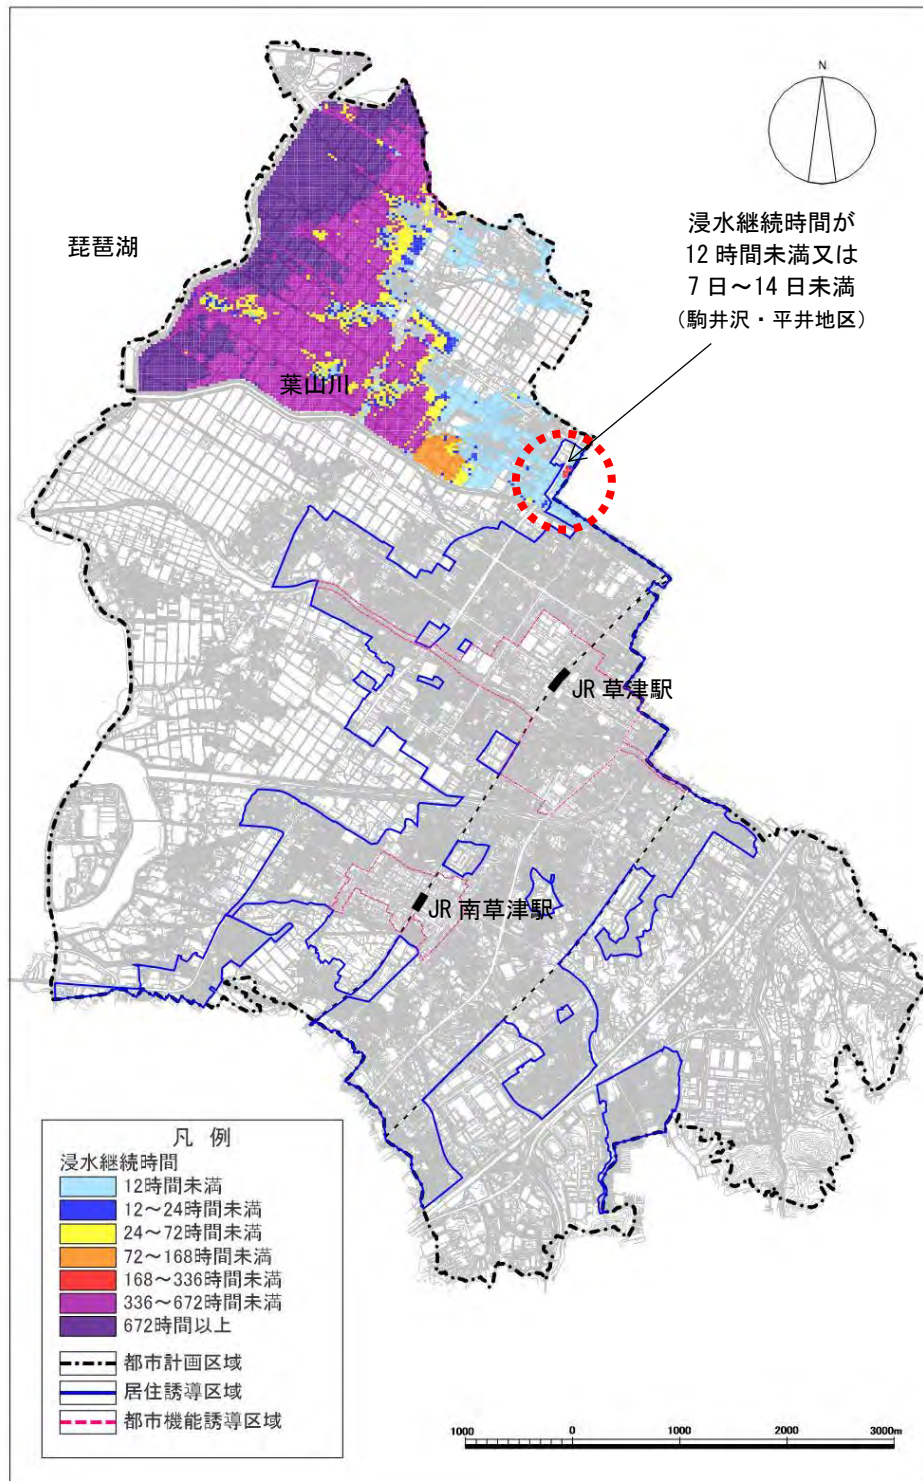 N
浸水継続時間が
12時間未満又は
7日～14日未満
（駒井沢・平井地区）
琵琶湖
葉山川
JR草津駅
JR南草津駅
凡 例
浸水継続時間
12時間未満
12～24時間未満
24～72時間未満
72～168時間未満
168～336時間未満
336～672時間未満
672時間以上
都市計画区域
居住誘導区域
都市機能誘導区域
1000 0 1000 2000 3000m